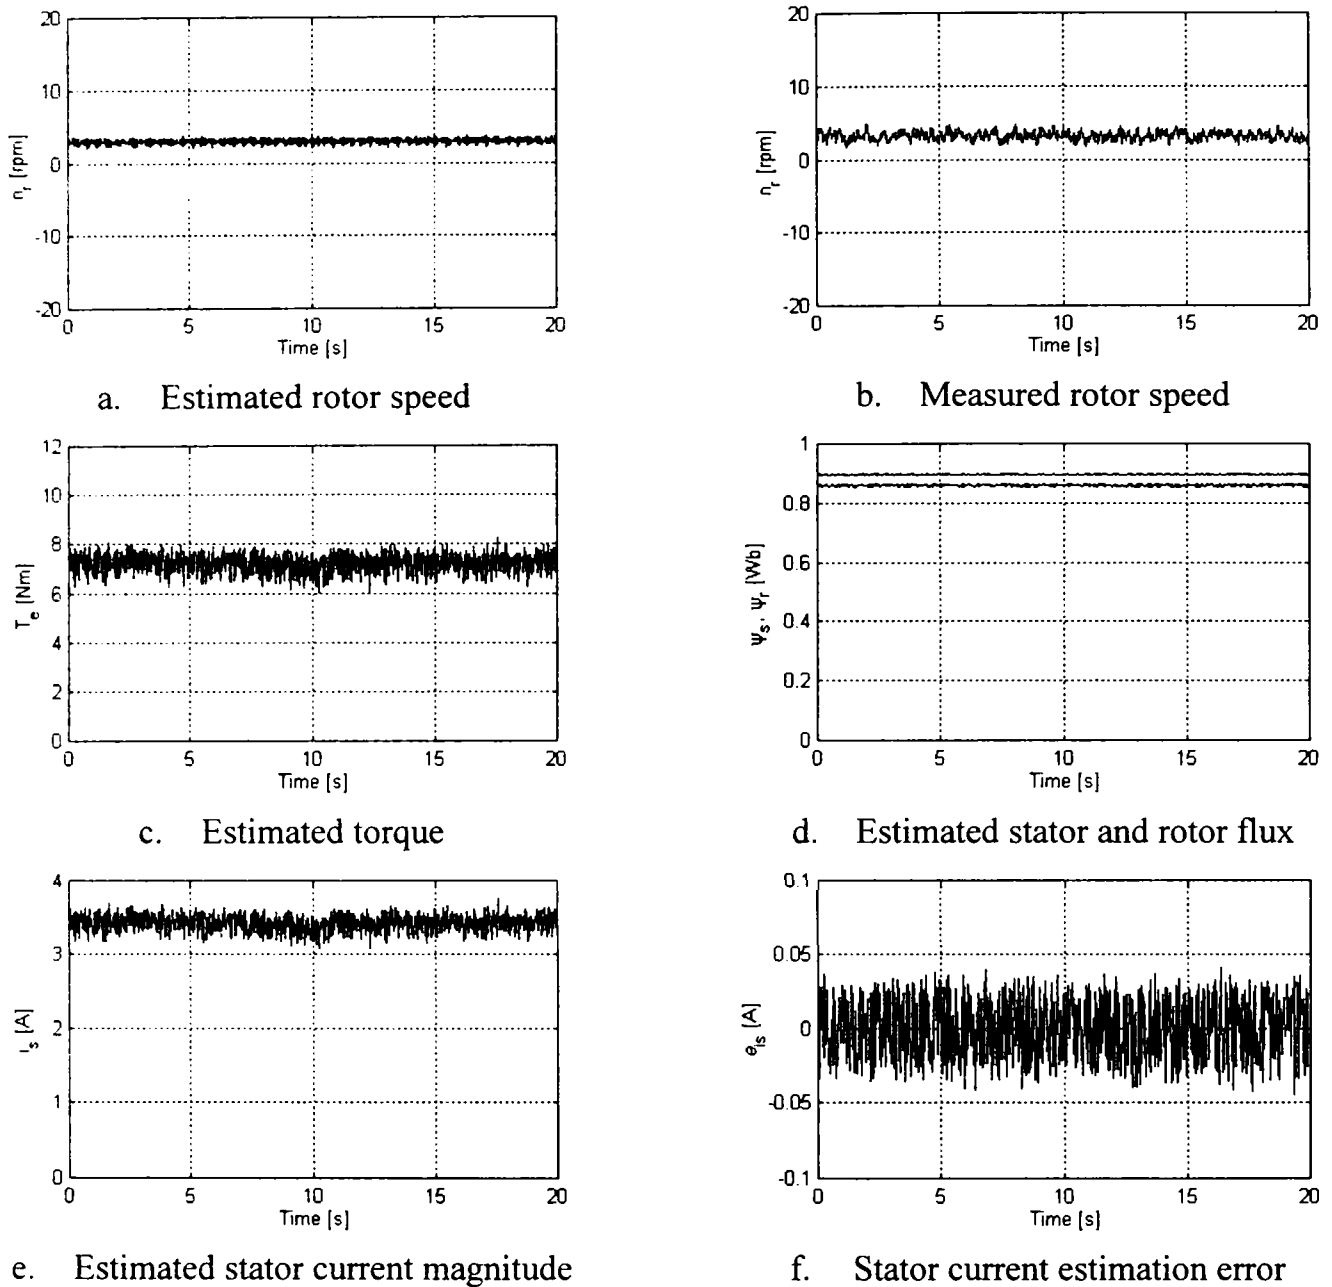 20
10
0
-10
-20
n_r [rpm]
0 5 10 15 20
Time [s]
a. Estimated rotor speed
20
10
0
-10
-20
n_r [rpm]
0 5 10 15 20
Time [s]
b. Measured rotor speed
12
10
8
6
4
2
0
T_e [Nm]
0 5 10 15 20
Time [s]
c. Estimated torque
1
0.8
0.6
0.4
0.2
0
Ψ_s, Ψ_r [Wb]
0 5 10 15 20
Time [s]
d. Estimated stator and rotor flux
4
3
2
1
0
i_s [A]
0 5 10 15 20
Time [s]
e. Estimated stator current magnitude
0.1
0.05
0
-0.05
-0.1
e_is [A]
0 5 10 15 20
Time [s]
f. Stator current estimation error